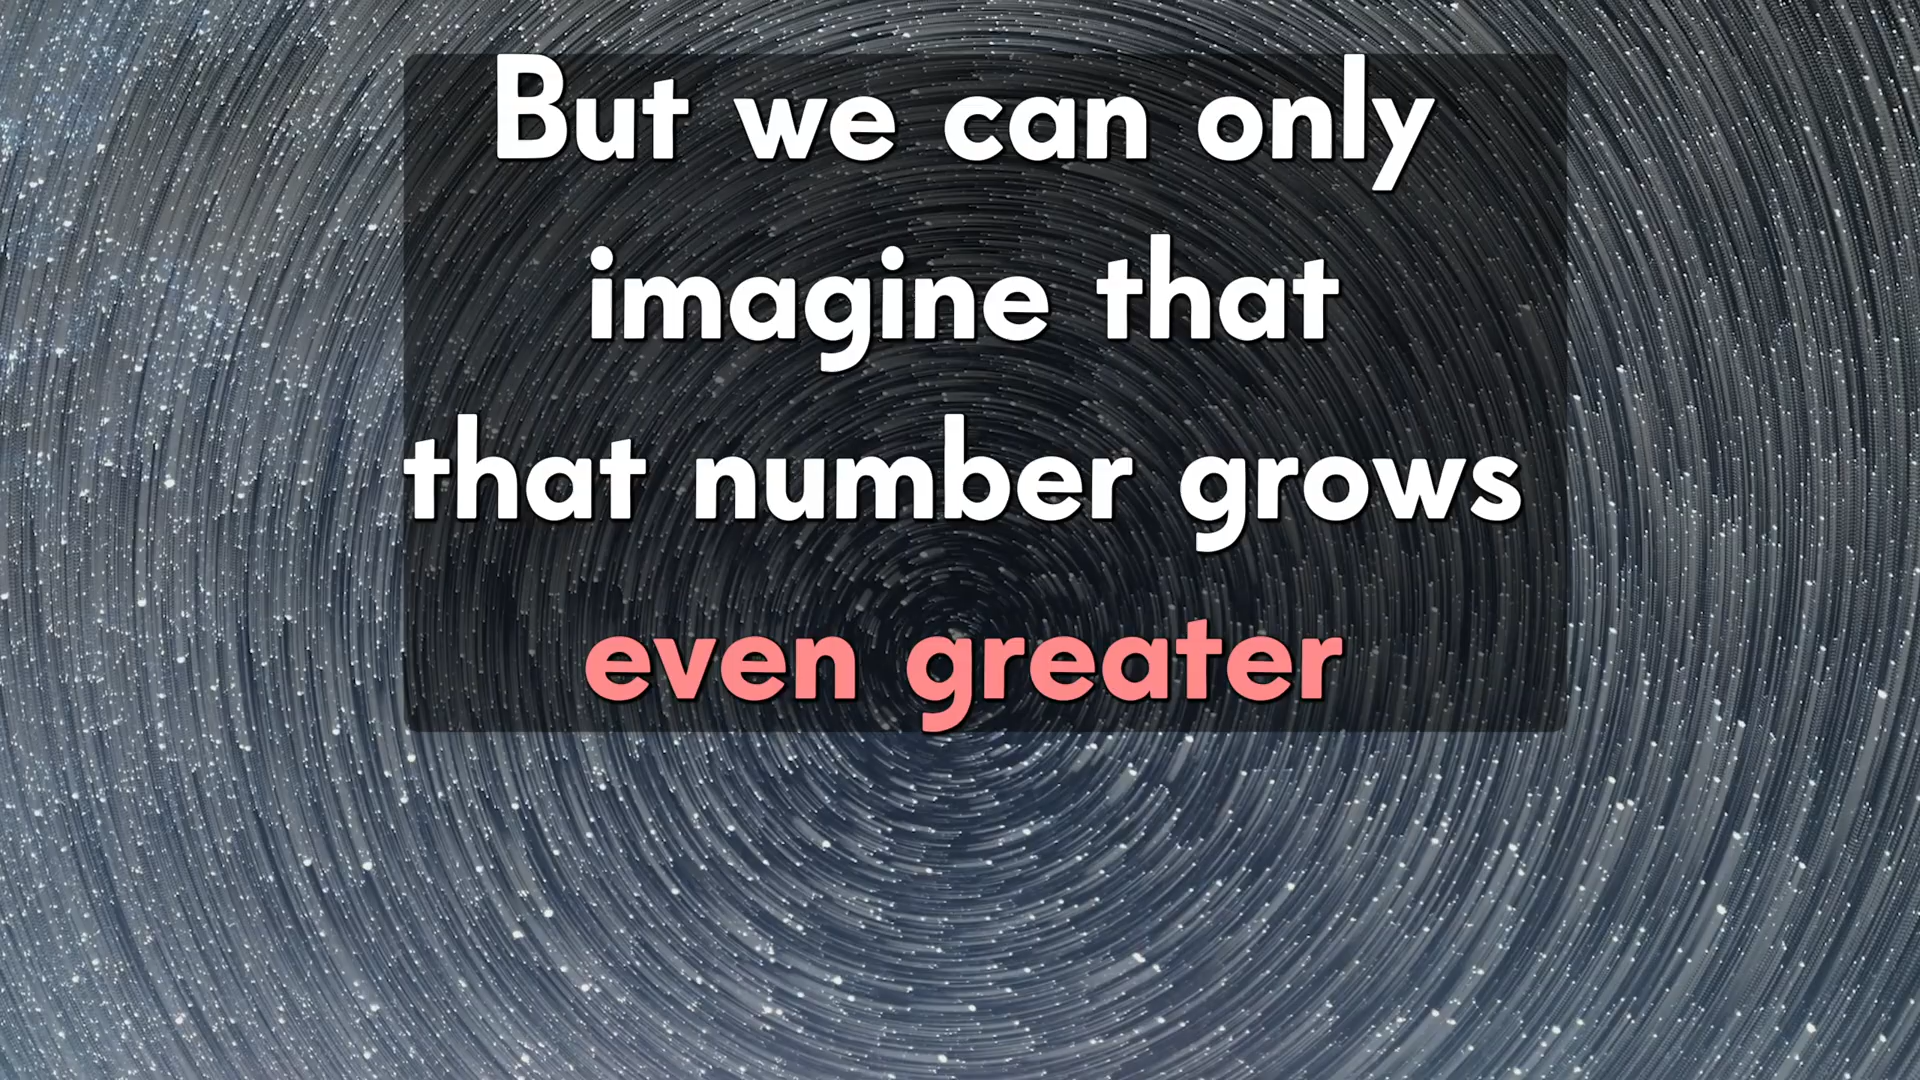 But we can only
imagine that
that number grows
even greater